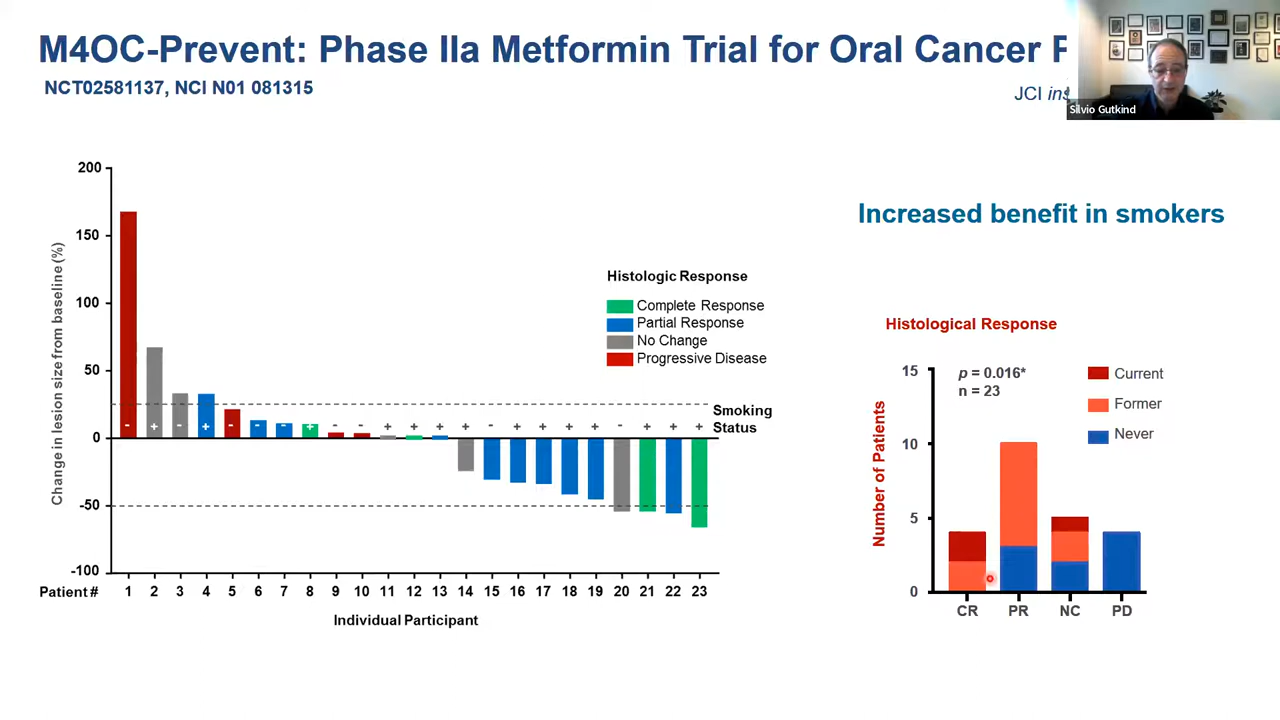 M4OC-Prevent: Phase IIa Metformin Trial for Oral Cancer
NCT02581137, NCI N01 081315
JCI
Silvio Gutkind
Increased benefit in smokers
Change in lesion size from baseline (%)
200
150
100
50
0
-50
-100
Histologic Response
Complete Response
Partial Response
No Change
Progressive Disease
Smoking
Status
- + - + - - - + - - + + + + - + + + + - + + +
Patient # 1 2 3 4 5 6 7 8 9 10 11 12 13 14 15 16 17 18 19 20 21 22 23
Individual Participant
Histological Response
Number of Patients
15
10
5
0
p = 0.016*
n = 23
Current
Former
Never
CR PR NC PD